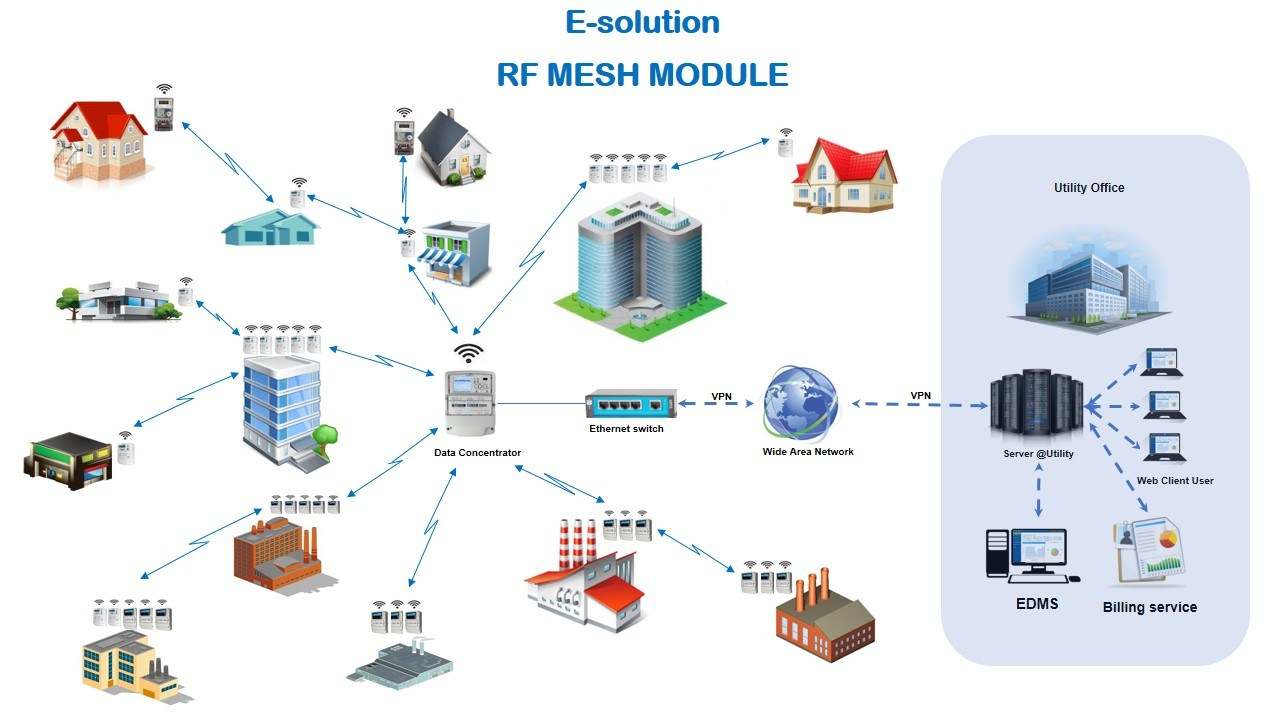 E-solution
RF MESH MODULE
Utility Office
VPN
VPN
Ethernet switch
Wide Area Network
Data Concentrator
Server @Utility
Web Client User
EDMS
Billing service